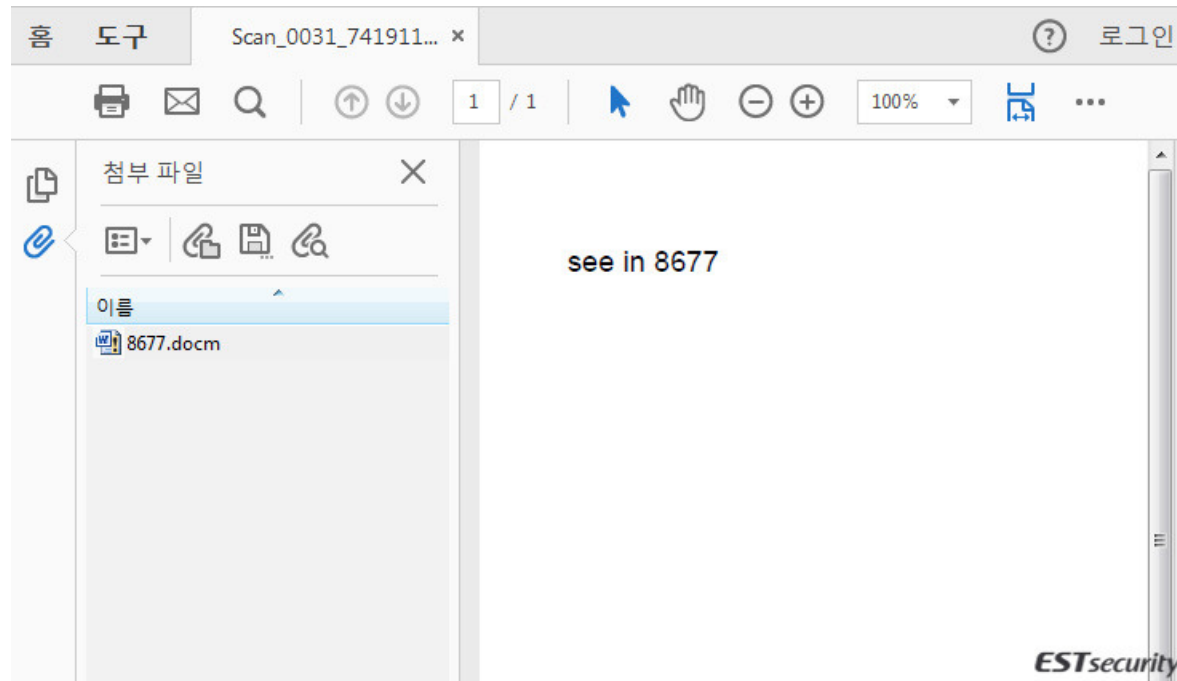 홈 도구 Scan_0031_741911... × ? 로그인
1 / 1 100% ...
첨부 파일
see in 8677
이름
8677.docm
ESTsecurity